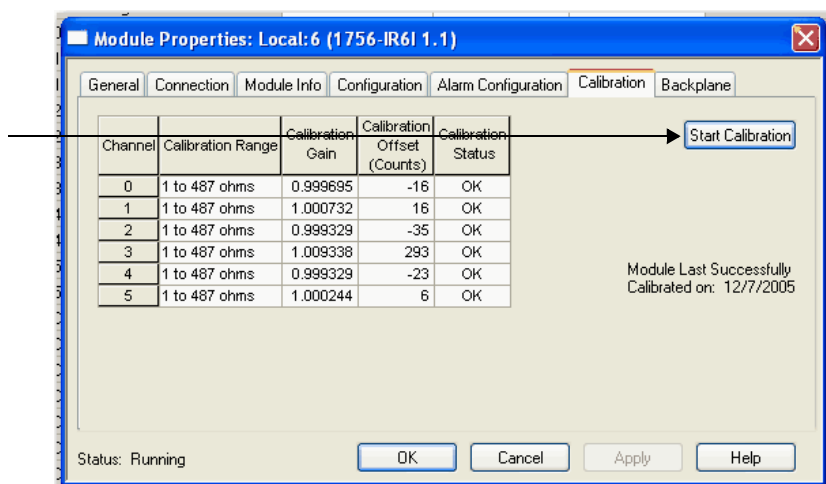 Module Properties: Local:6 (1756-IR6I 1.1)
General Connection Module Info Configuration Alarm Configuration Calibration Backplane
Channel Calibration Range Calibration Gain Calibration Offset (Counts) Calibration Status
0 1 to 487 ohms 0.999695 -16 OK
1 1 to 487 ohms 1.000732 16 OK
2 1 to 487 ohms 0.999329 -35 OK
3 1 to 487 ohms 1.009338 293 OK
4 1 to 487 ohms 0.999329 -23 OK
5 1 to 487 ohms 1.000244 6 OK
Start Calibration
Module Last Successfully
Calibrated on: 12/7/2005
Status: Running
OK Cancel Apply Help